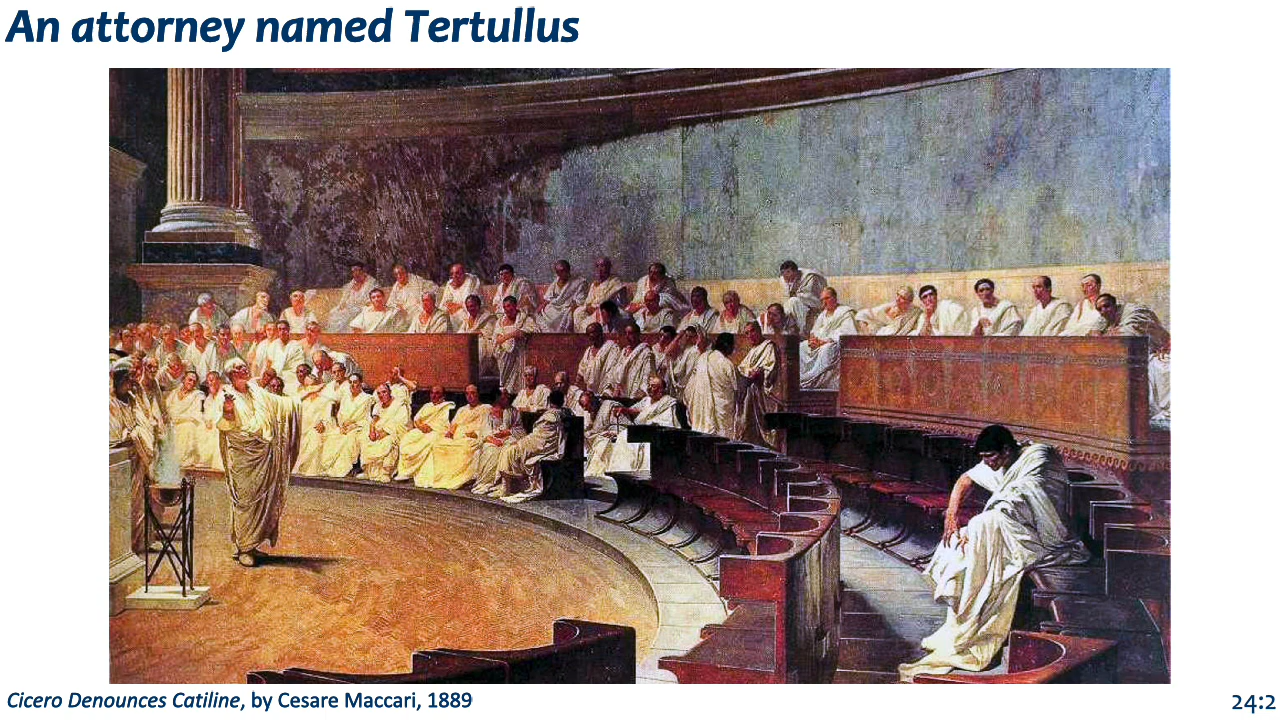 An attorney named Tertullus
Cicero Denounces Catiline, by Cesare Maccari, 1889
24:2